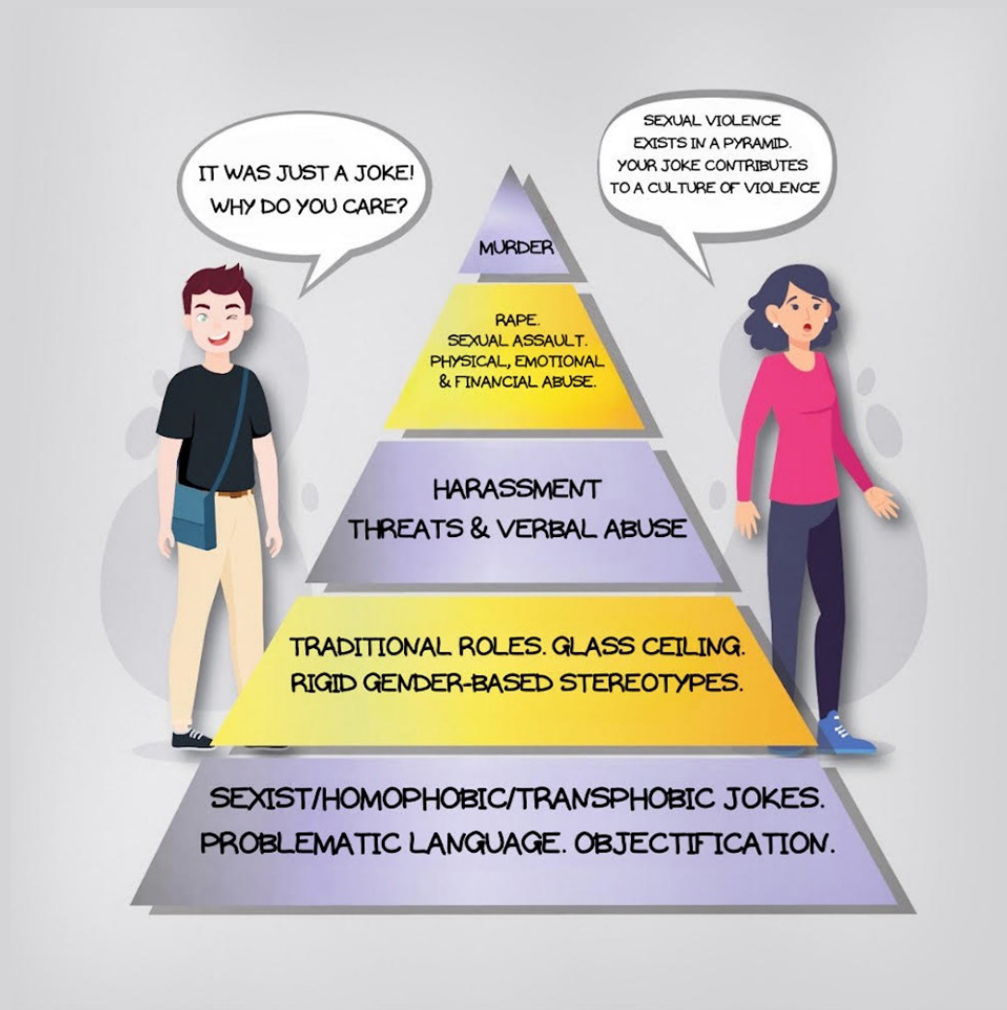 IT WAS JUST A JOKE!
WHY DO YOU CARE?
SEXUAL VIOLENCE
EXISTS IN A PYRAMID.
YOUR JOKE CONTRIBUTES
TO A CULTURE OF VIOLENCE
MURDER
RAPE.
SEXUAL ASSAULT.
PHYSICAL, EMOTIONAL
& FINANCIAL ABUSE.
HARASSMENT
THREATS & VERBAL ABUSE
TRADITIONAL ROLES. GLASS CEILING.
RIGID GENDER-BASED STEREOTYPES.
SEXIST/HOMOPHOBIC/TRANSPHOBIC JOKES.
PROBLEMATIC LANGUAGE. OBJECTIFICATION.